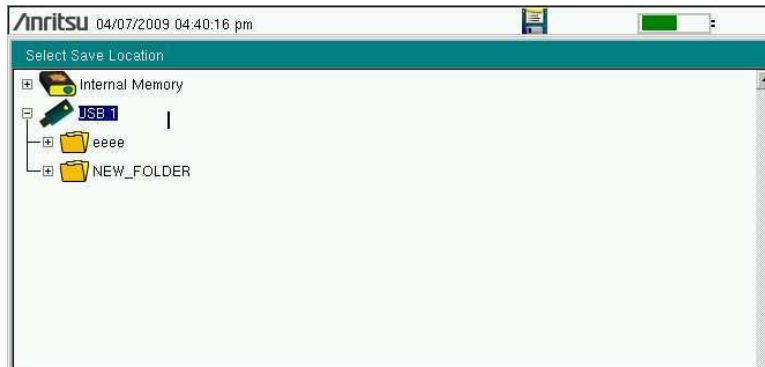 Anritsu 04/07/2009 04:40:16 pm
Select Save Location
Internal Memory
USB 1
eeee
NEW_FOLDER